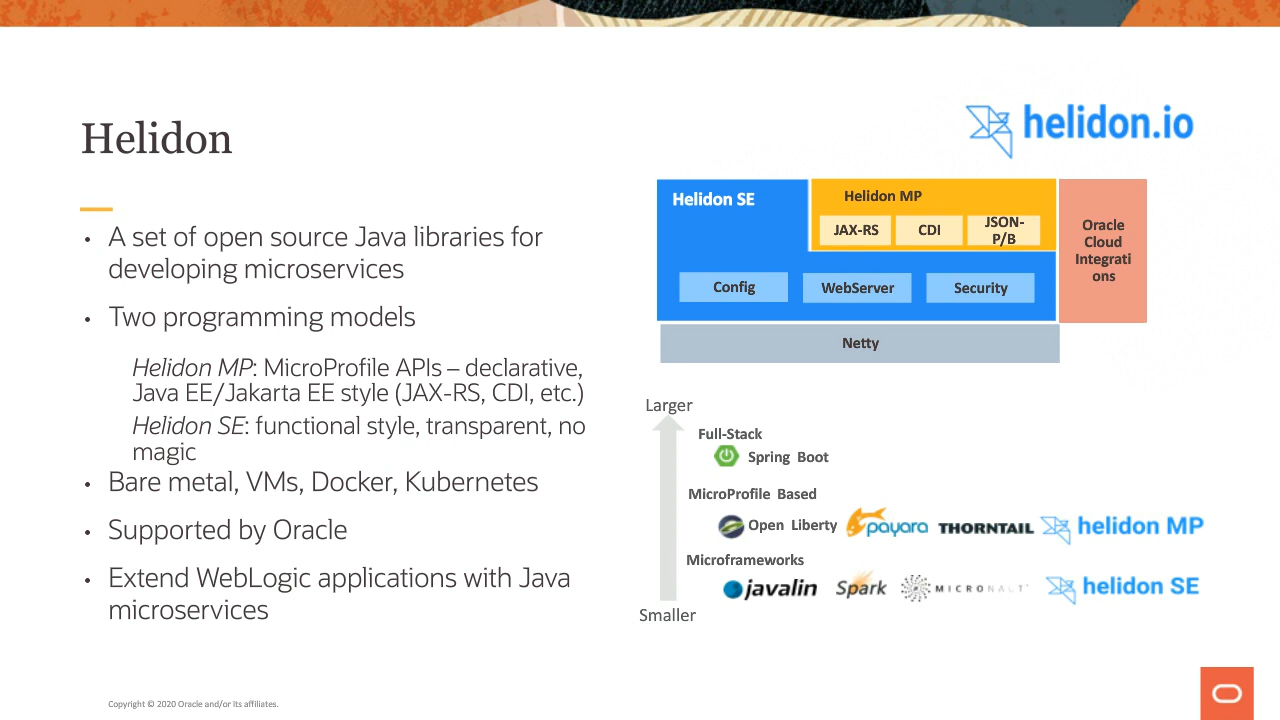 helidon.io
Helidon
• A set of open source Java libraries for
developing microservices
• Two programming models
Helidon MP: MicroProfile APIs – declarative,
Java EE/Jakarta EE style (JAX-RS, CDI, etc.)
Helidon SE: functional style, transparent, no
magic
• Bare metal, VMs, Docker, Kubernetes
• Supported by Oracle
• Extend WebLogic applications with Java
microservices
Helidon SE
Helidon MP
JAX-RS
CDI
JSON-
P/B
Oracle
Cloud
Integrati
ons
Config
WebServer
Security
Netty
Larger
Full-Stack
Spring Boot
MicroProfile Based
Open Liberty
payara
THORNTAIL
helidon MP
Microframeworks
javalin
Spark
MICRONAUT
helidon SE
Smaller
Copyright © 2020 Oracle and/or Its affiliates.